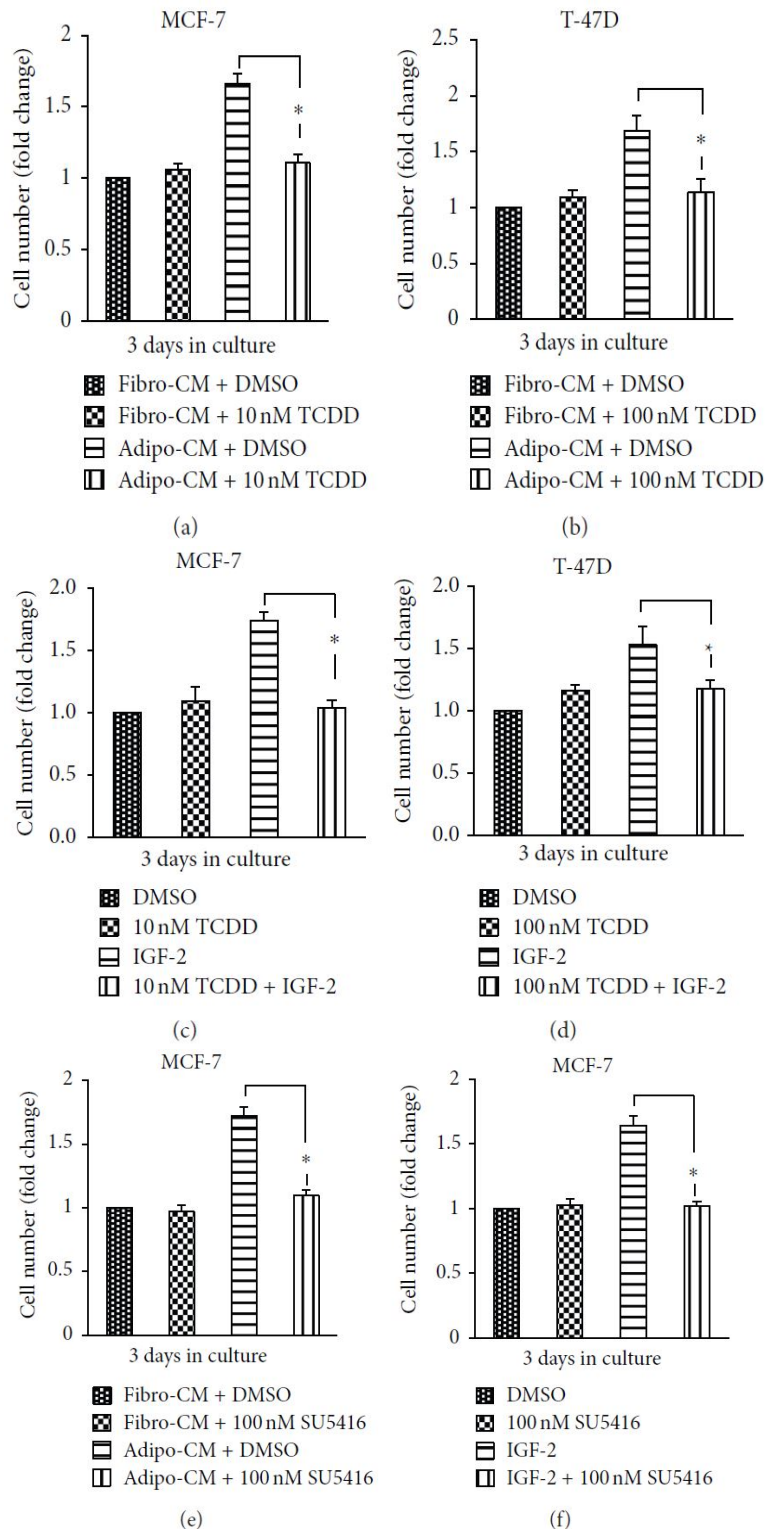 MCF-7
Cell number (fold change)
2
1.5
1
0.5
0
*
3 days in culture
Fibro-CM + DMSO
Fibro-CM + 10 nM TCDD
Adipo-CM + DMSO
Adipo-CM + 10 nM TCDD
(a)
T-47D
Cell number (fold change)
2.5
2
1.5
1
0.5
0
*
3 days in culture
Fibro-CM + DMSO
Fibro-CM + 100 nM TCDD
Adipo-CM + DMSO
Adipo-CM + 100 nM TCDD
(b)
MCF-7
Cell number (fold change)
2.0
1.5
1.0
0.5
0.0
*
3 days in culture
DMSO
10 nM TCDD
IGF-2
10 nM TCDD + IGF-2
(c)
T-47D
Cell number (fold change)
2.0
1.5
1.0
0.5
0.0
*
3 days in culture
DMSO
100 nM TCDD
IGF-2
100 nM TCDD + IGF-2
(d)
MCF-7
Cell number (fold change)
2
1.5
1
0.5
0
*
3 days in culture
Fibro-CM + DMSO
Fibro-CM + 100 nM SU5416
Adipo-CM + DMSO
Adipo-CM + 100 nM SU5416
(e)
MCF-7
Cell number (fold change)
2
1.5
1
0.5
0
*
3 days in culture
DMSO
100 nM SU5416
IGF-2
IGF-2 + 100 nM SU5416
(f)